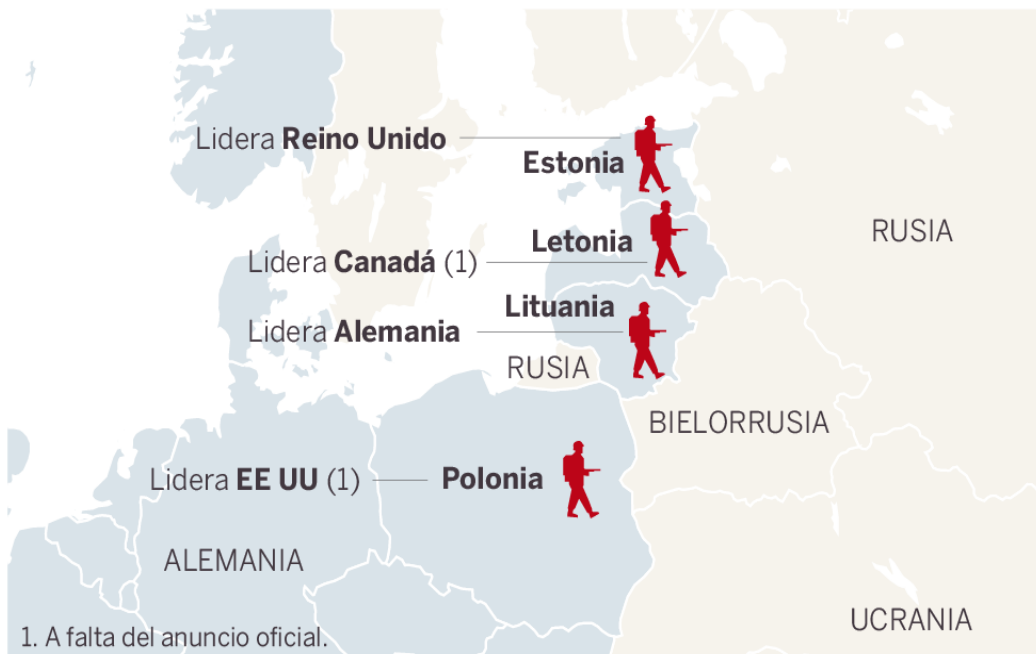 Lidera Reino Unido
Estonia
RUSIA
Letonia
Lidera Canadá (1)
Lituania
Lidera Alemania
RUSIA
BIELORRUSIA
Lidera EE UU (1)
Polonia
ALEMANIA
UCRANIA
1. A falta del anuncio oficial.